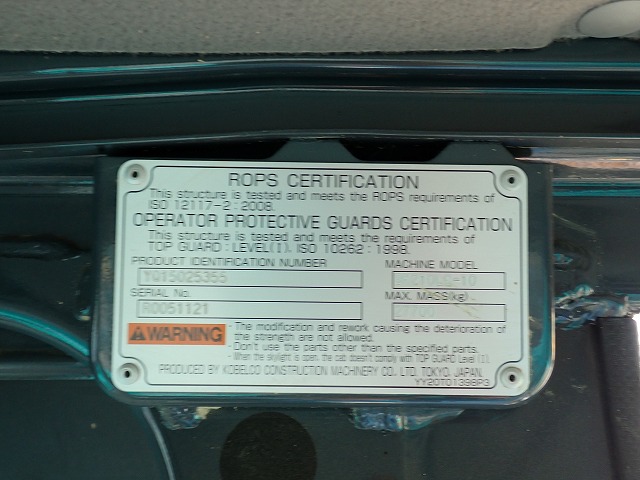 ROPS CERTIFICATION
This structure is tested and meets the ROPS requirements of
ISO 12117-2:2008.
OPERATOR PROTECTIVE GUARDS CERTIFICATION
This structure is tested and meets the requirements of
TOP GUARD:LEVEL(I), ISO 10262:1998.
PRODUCT IDENTIFICATION NUMBER
YQ15025355
MACHINE MODEL
SERIAL No.
R0051121
MAX. MASS(kg)
⚠WARNING
·The modification and rework causing the deterioration of
the strength are not allowed.
·Don't use the parts other than the specified parts.
·When the skylight is open, the cab doesn't comply with TOP GUARD Level (I).
PRODUCED BY KOBELCO CONSTRUCTION MACHINERY CO., LTD. TOKYO, JAPAN.
YY20T01398P3